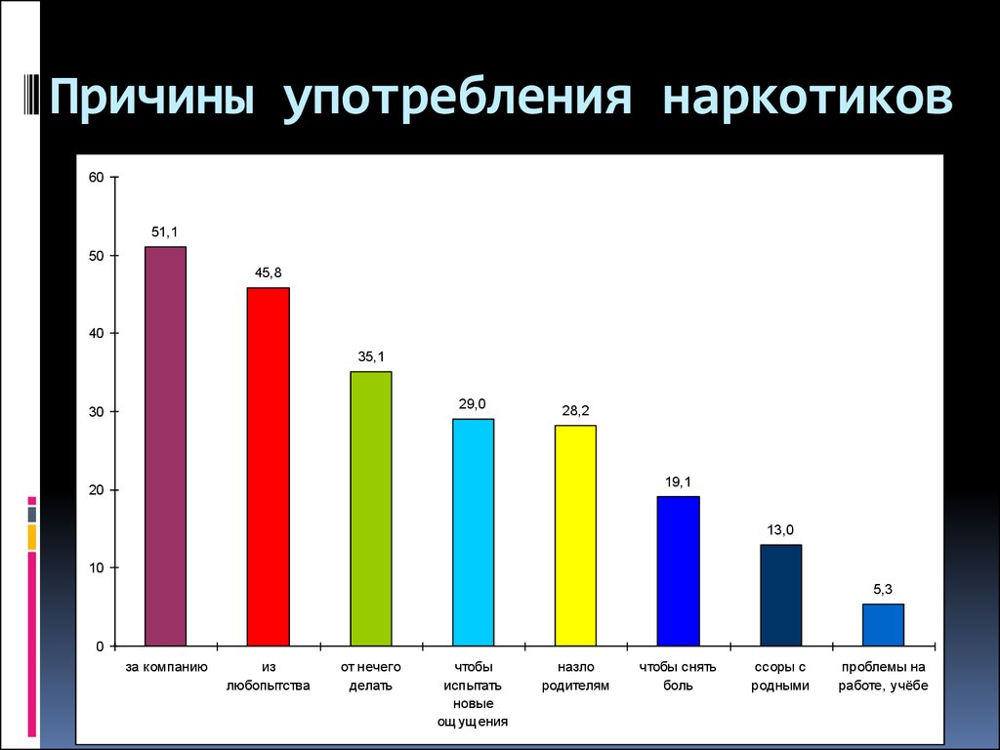 Причины употребления наркотиков
60
51,1
50
45,8
40
35,1
30
29,0
28,2
20
19,1
13,0
10
5,3
0
за компанию
из
любопытства
от нечего
делать
чтобы
испытать
новые
ощущения
назло
родителям
чтобы снять
боль
ссоры с
родными
проблемы на
работе, учёбе